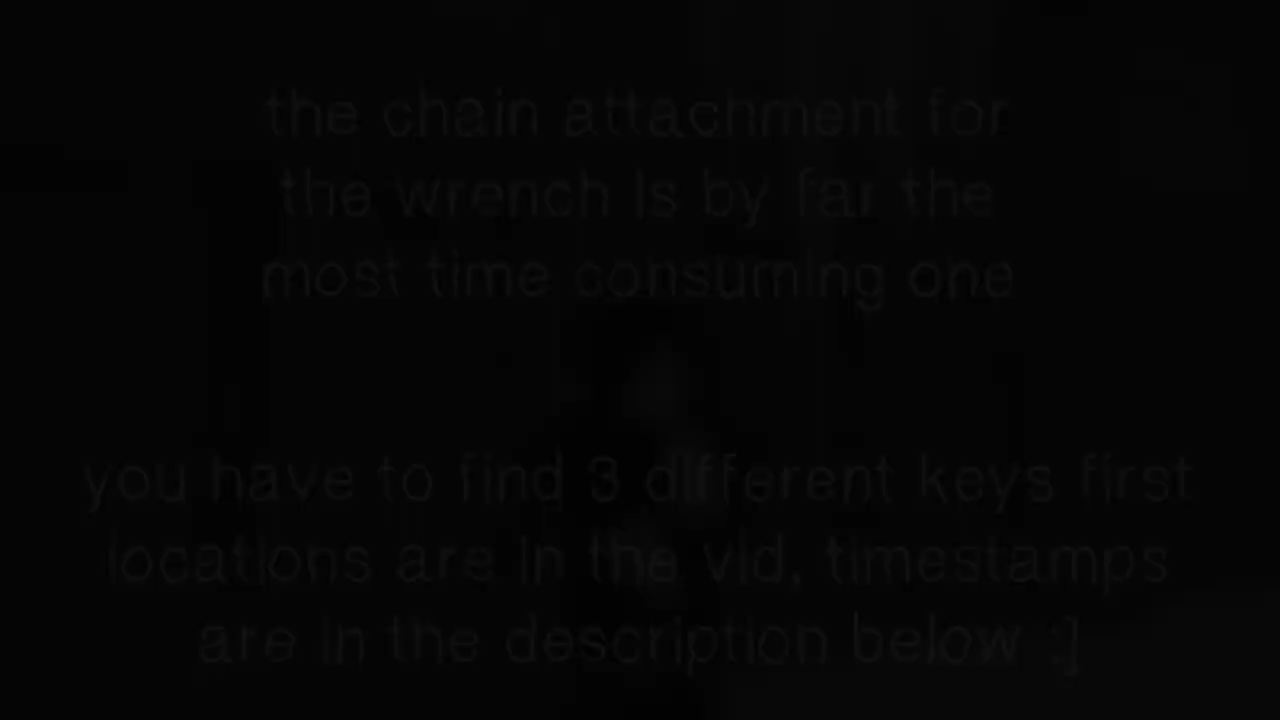 the chain attachment for
the wrench is by far the
most time consuming one
you have to find 3 different keys first
locations are in the vid, timestamps
are in the description below :]